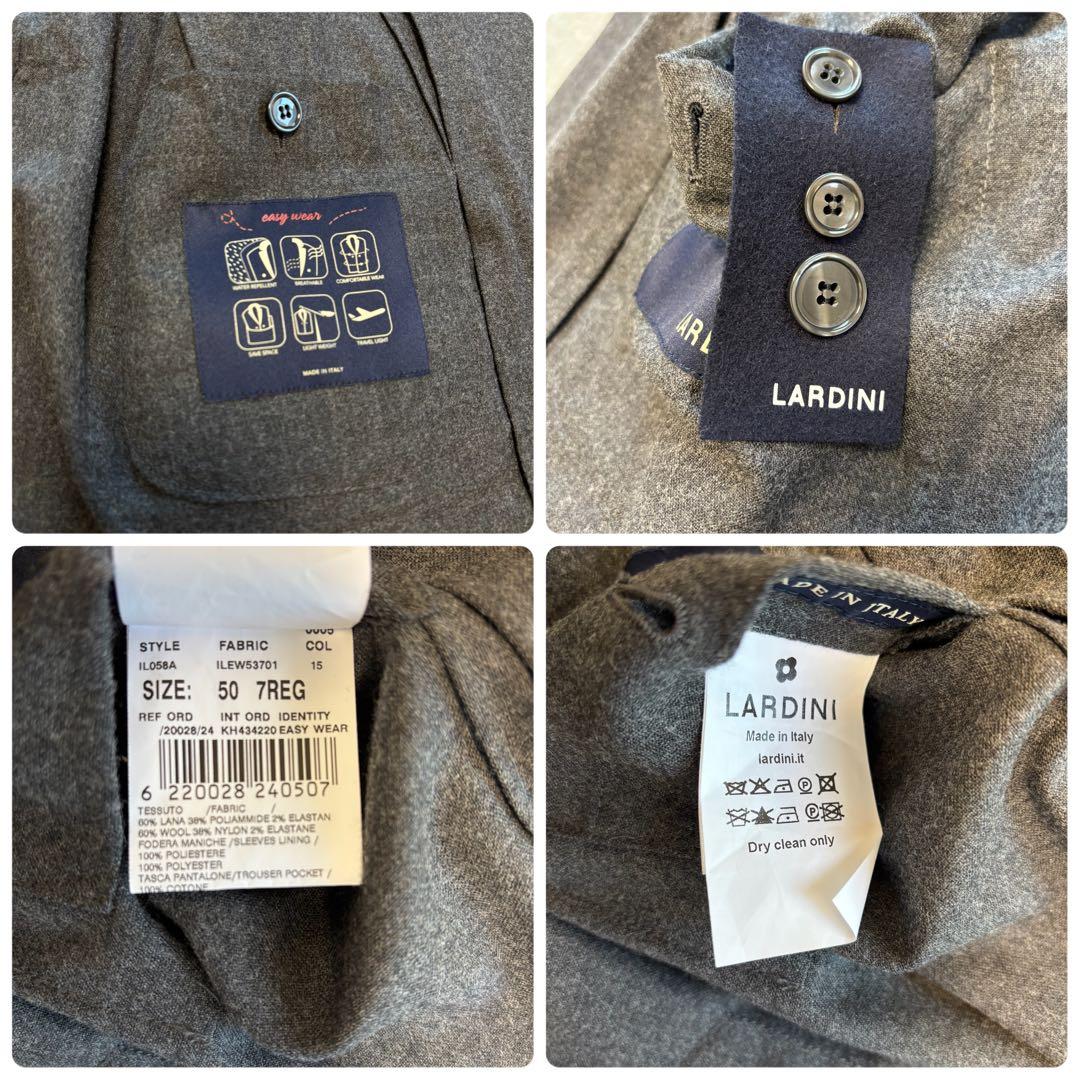 easy wear
WATER REPELLENT BREATHABLE COMFORTABLE WEAR
SAVE SPACE LIGHT WEIGHT TRAVEL LIGHT
MADE IN ITALY
ARD
LARDINI
0005
STYLE FABRIC COL
IL058A ILEW53701 15
SIZE: 50 7REG
REF ORD INT ORD IDENTITY
/20028/24 KH434220 EASY WEAR
6 220028 240507
TESSUTO /FABRIC /
60% LANA 38% POLIAMMIDE 2% ELASTAN
60% WOOL 38% NYLON 2% ELASTANE
FODERA MANICHE /SLEEVES LINING /
100% POLIESTERE
100% POLYESTER
TASCA PANTALONE/TROUSER POCKET /
100% COTONE
MADE IN ITALY
LARDINI
Made in Italy
lardini.it
Dry clean only